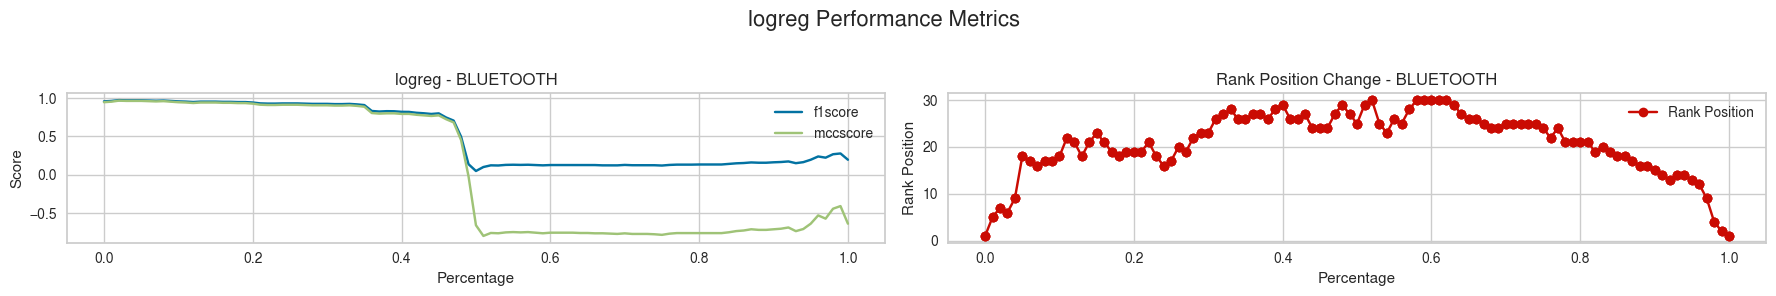 logreg Performance Metrics
logreg - BLUETOOTH
Score
1.0
0.5
0.0
−0.5
f1score
mccscore
0.0 0.2 0.4 0.6 0.8 1.0
Percentage
Rank Position Change - BLUETOOTH
Rank Position
30
20
10
0
Rank Position
0.0 0.2 0.4 0.6 0.8 1.0
Percentage